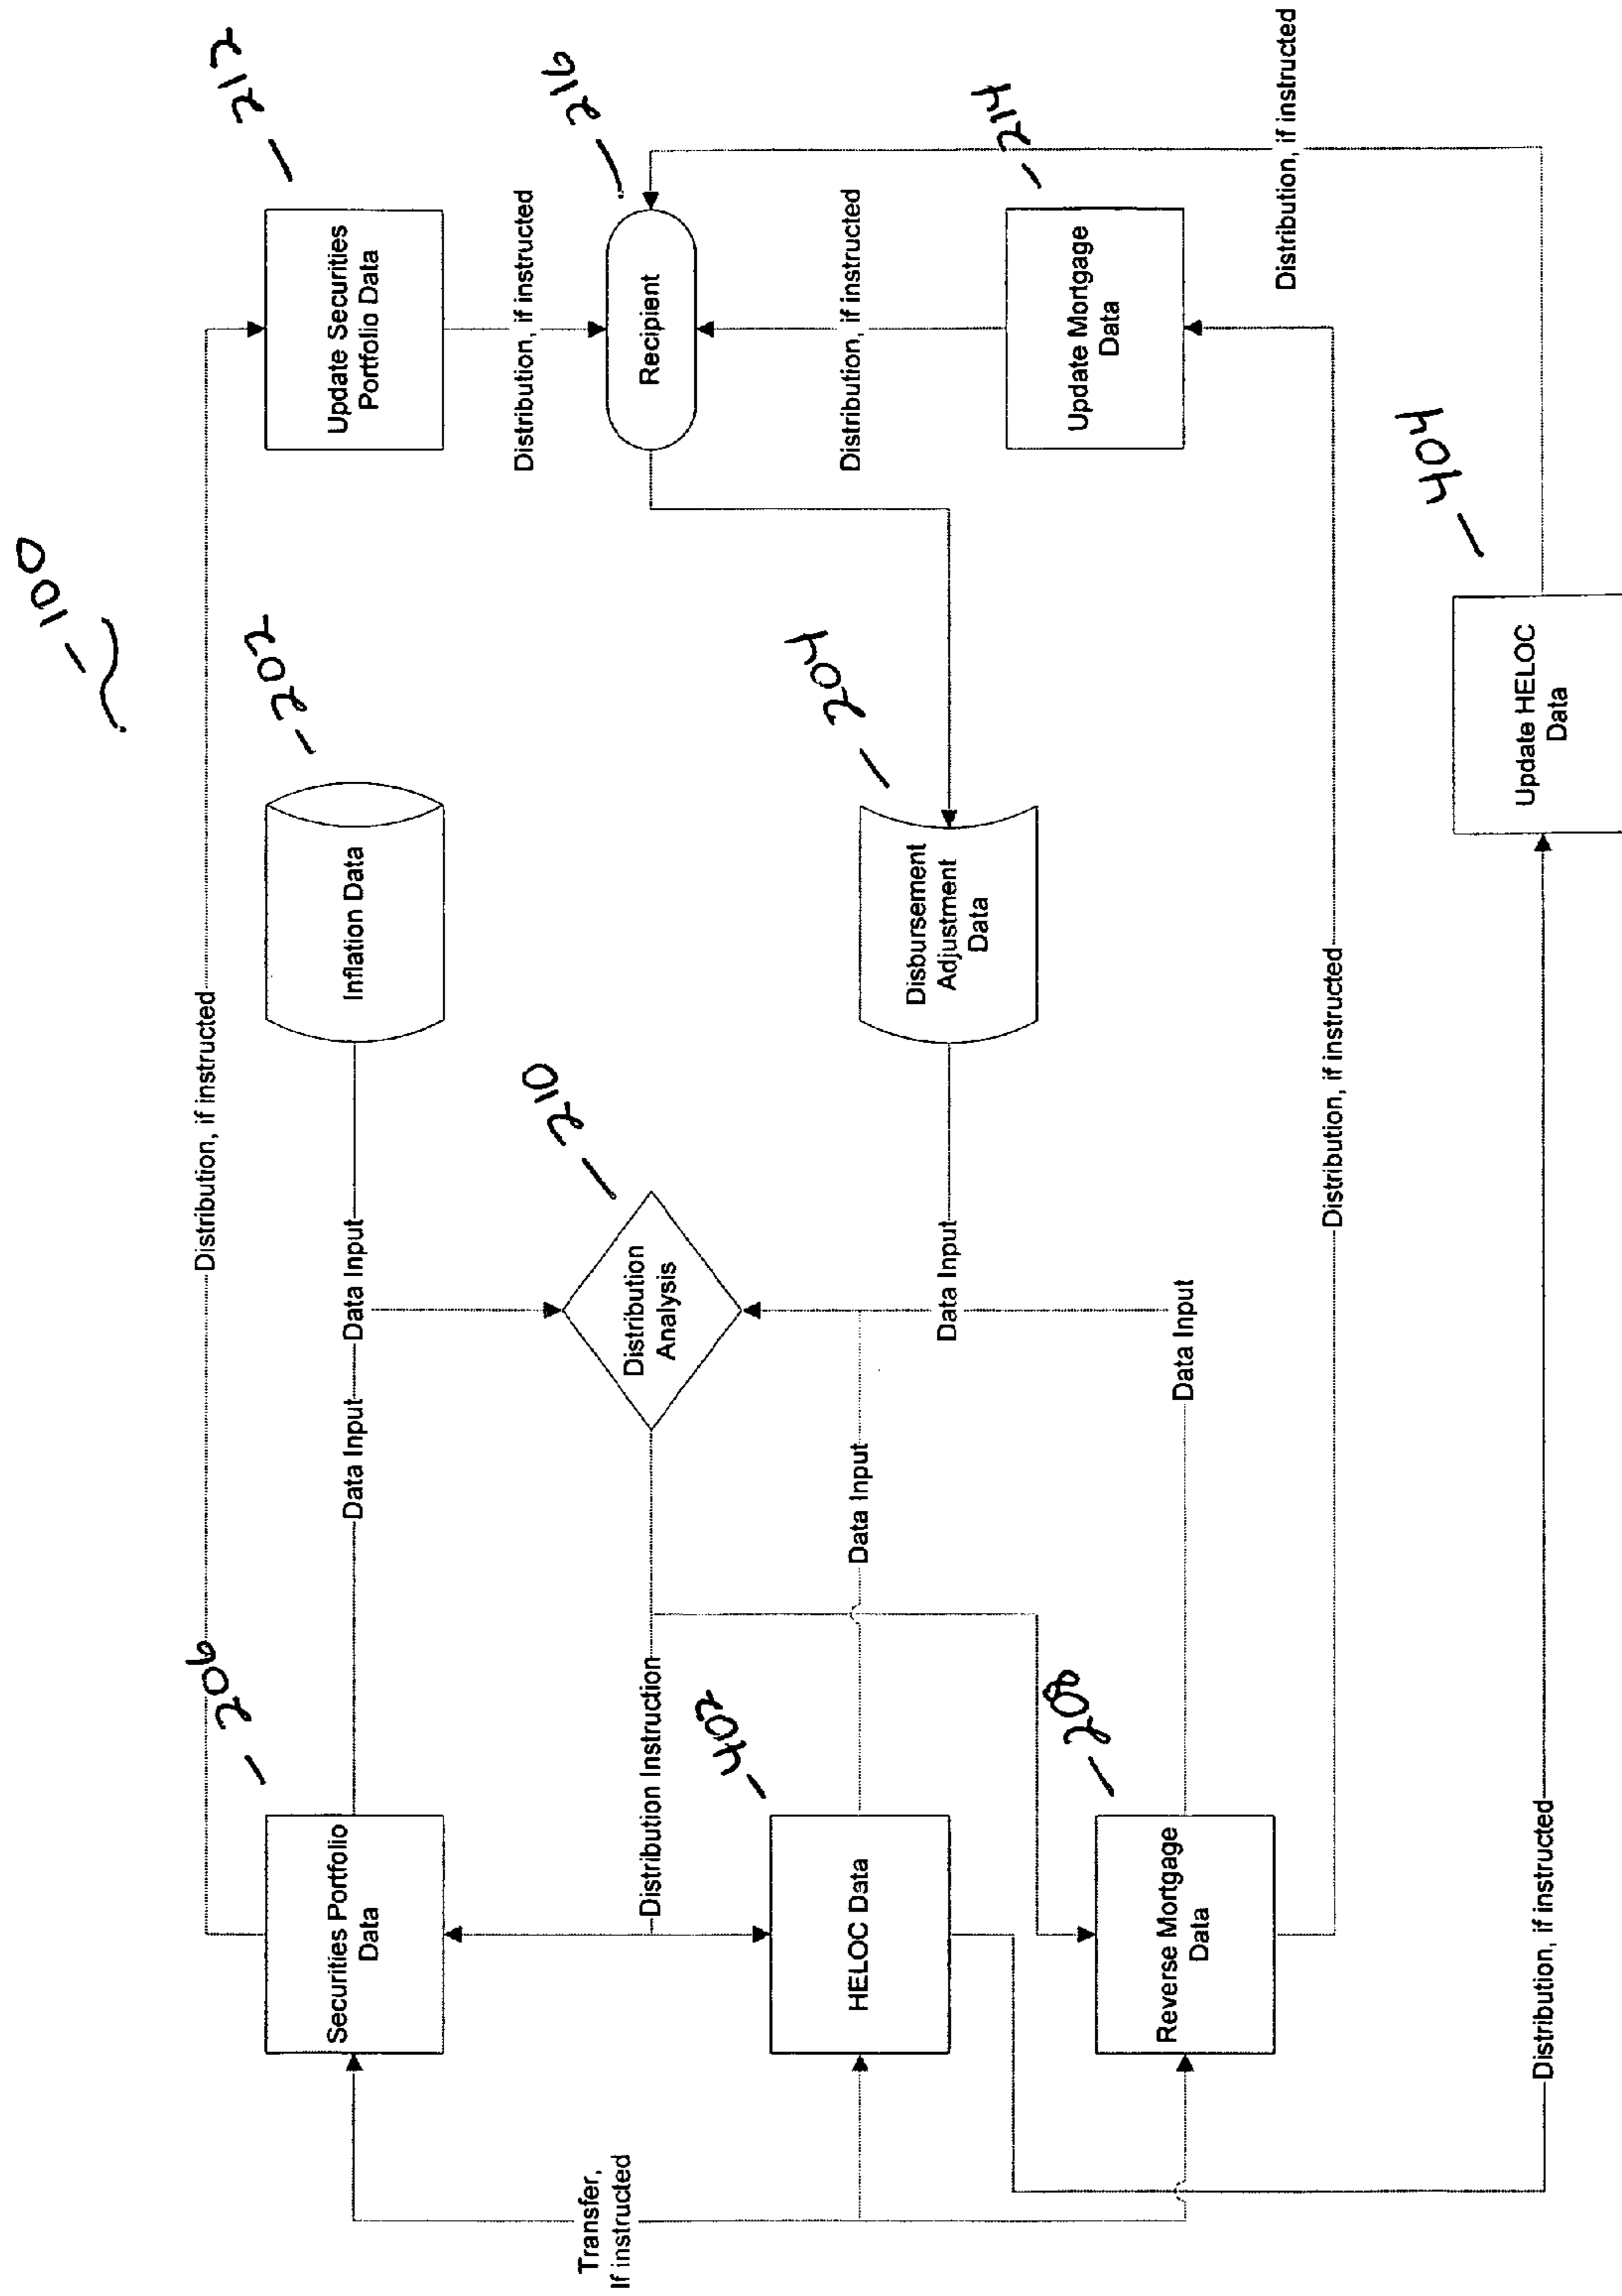 100
Distribution, if instructed
206
202
212
Securities Portfolio
Data
Data Input
Data Input
Inflation Data
Update Securities
Portfolio Data
Transfer,
If instructed
Distribution Instruction
210
Distribution
Analysis
Distribution, if instructed
216
Recipient
402
HELOC Data
Data Input
204
Disbursement
Adjustment
Data
Data Input
Distribution, if instructed
208
Reverse Mortgage
Data
Data Input
214
Update Mortgage
Data
Distribution, if instructed
Distribution, if instructed
404
Update HELOC
Data
Distribution, if instructed